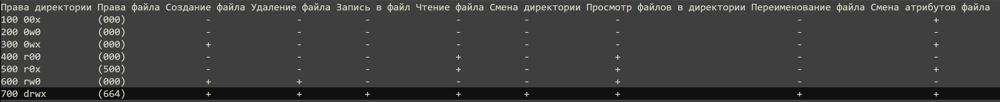 Права директории Права файла Создание файла Удаление файла Запись в файл Чтение файла Смена директории Просмотр файлов в директории Переименование файла Смена атрибутов файла
100 00x (000) - - - - - - - +
200 0w0 (000) - - - - - - - -
300 0wx (000) + - - - - - - +
400 r00 (000) - - - + - + - -
500 r0x (500) - - - + - + - +
600 rw0 (000) + + - - - + - -
700 drwx (664) + + + + + + + +